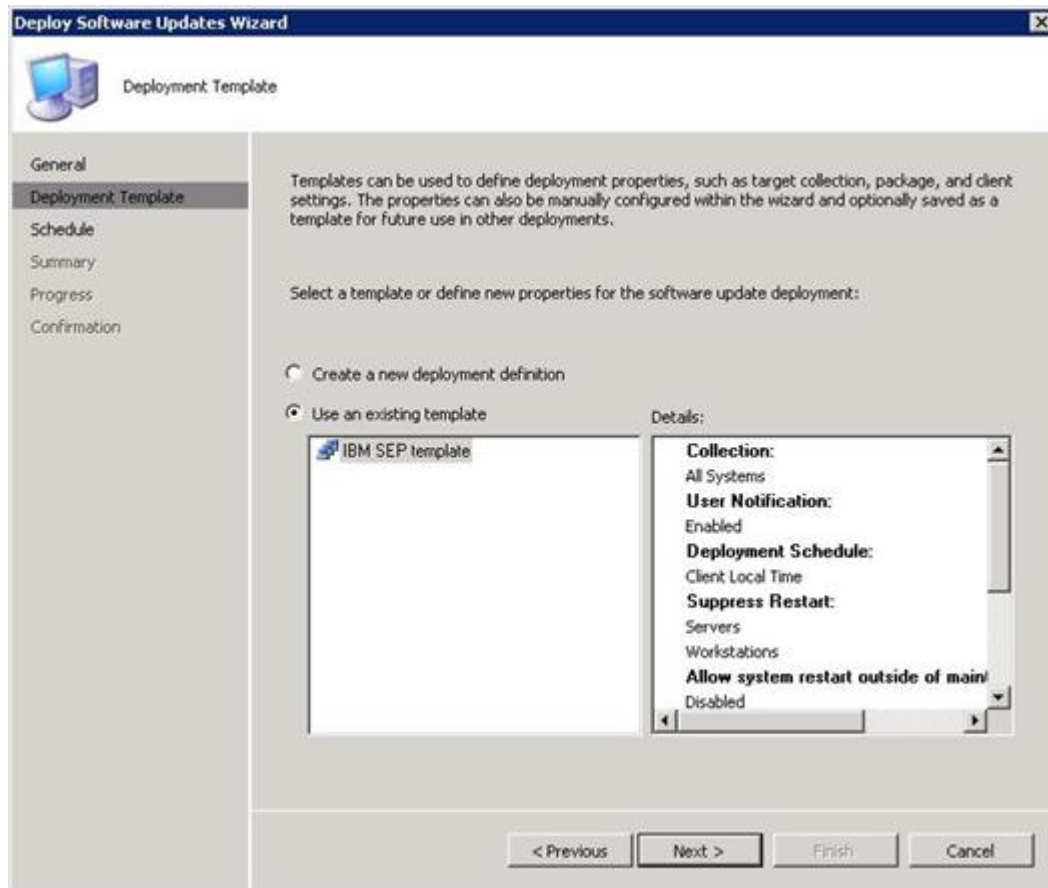 Deploy Software Updates Wizard
Deployment Template
General
Deployment Template
Schedule
Summary
Progress
Confirmation
Templates can be used to define deployment properties, such as target collection, package, and client
settings. The properties can also be manually configured within the wizard and optionally saved as a
template for future use in other deployments.
Select a template or define new properties for the software update deployment:
Create a new deployment definition
Use an existing template
IBM SEP template
Details:
Collection:
All Systems
User Notification:
Enabled
Deployment Schedule:
Client Local Time
Suppress Restart:
Servers
Workstations
Allow system restart outside of maint
Disabled
< Previous
Next >
Finish
Cancel